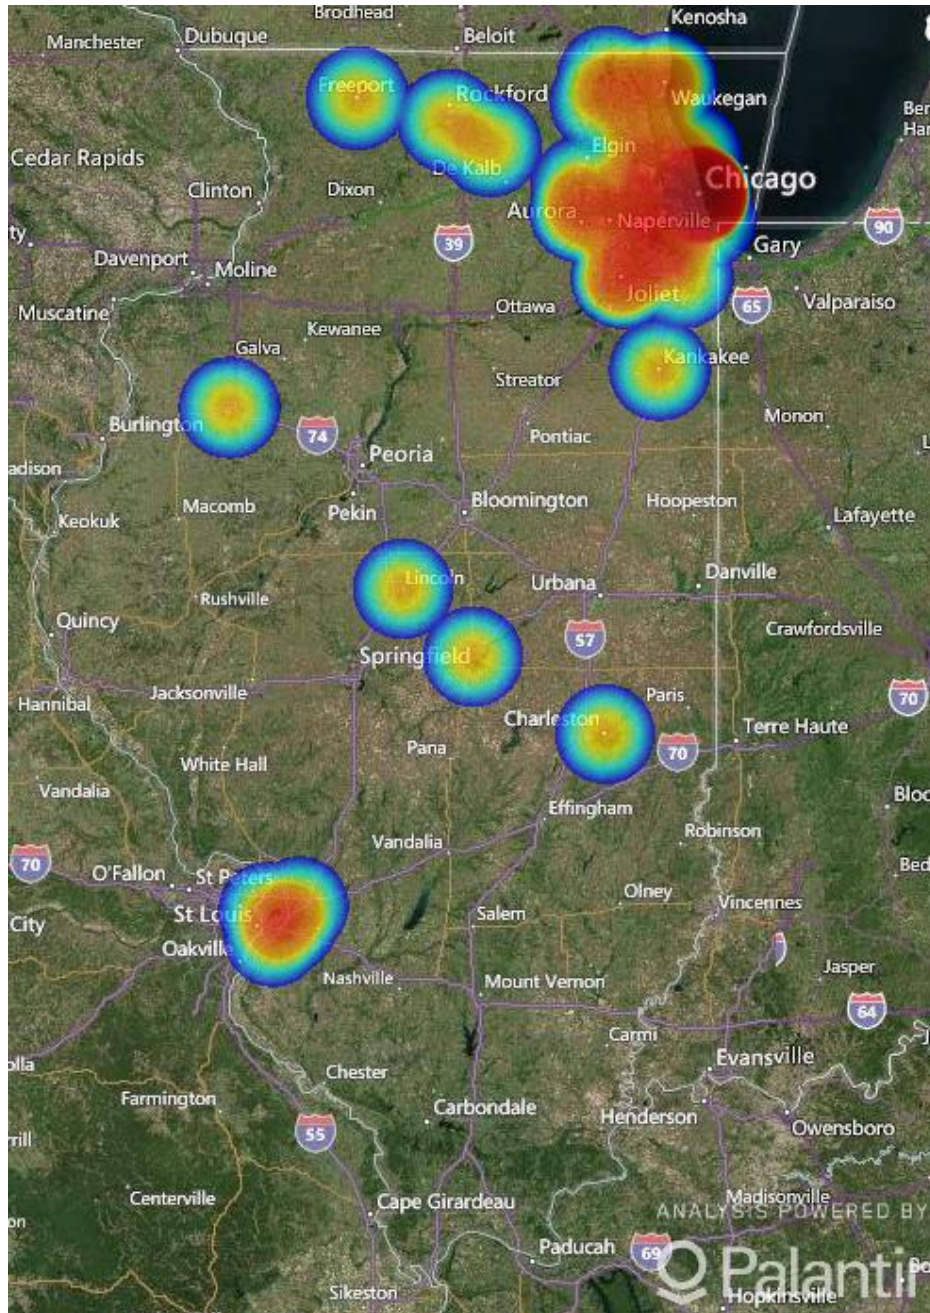 Brodhead
Kenosha
Manchester
Dubuque
Beloit
Freeport
Rockford
Waukegan
Cedar Rapids
Elgin
De Kalb
Clinton
Dixon
Chicago
Aurora
Naperville
90
39
Gary
Davenport
Moline
Muscatine
Joliet
65
Valparaiso
Ottawa
Kewanee
Galva
Kankakee
Streator
Monon
Burlington
74
Pontiac
Peoria
Macomb
Bloomington
Hoopeston
Pekin
Keokuk
Lafayette
Lincoln
Urbana
Danville
Rushville
Quincy
57
Crawfordsville
Springfield
Jacksonville
Paris
70
Hannibal
Charleston
Terre Haute
Pana
70
White Hall
Vandalia
Effingham
Vandalia
Robinson
70
O'Fallon
St Peters
Olney
Vincennes
St Louis
Salem
City
Oakville
Nashville
Mount Vernon
Jasper
64
Carmi
Evansville
Chester
Farmington
Carbondale
Henderson
Owensboro
55
Centerville
Cape Girardeau
Madisonville
ANALYSIS POWERED BY
Paducah
69
Palantir
Hopkinsville
Sikeston